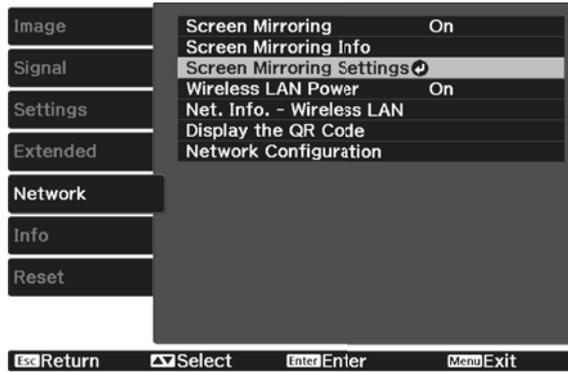 Image
Signal
Settings
Extended
Network
Info
Reset
Screen Mirroring On
Screen Mirroring Info
Screen Mirroring Settings
Wireless LAN Power On
Net. Info. - Wireless LAN
Display the QR Code
Network Configuration
Esc Return Select Enter Enter Menu Exit